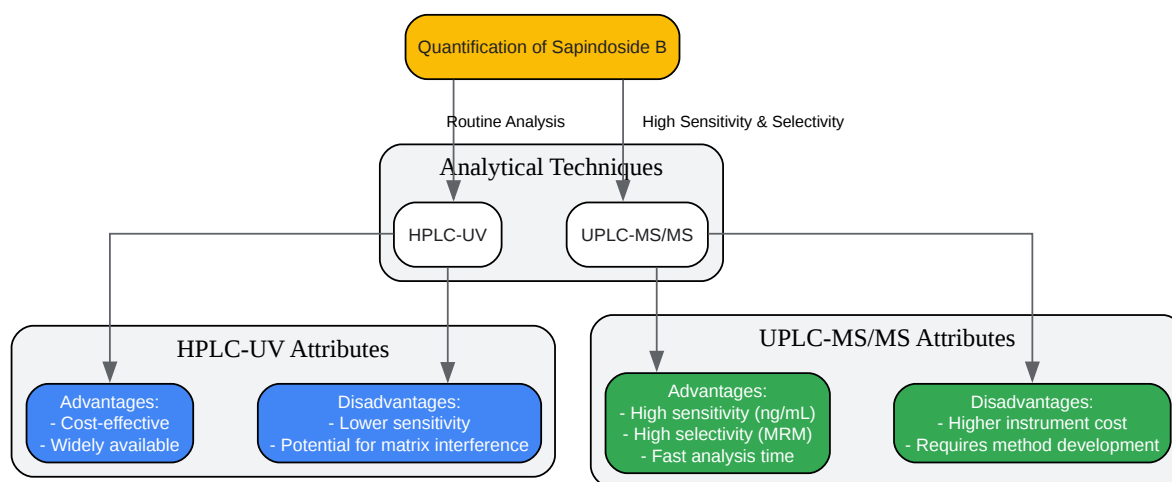 Quantification of Sapindoside B
Routine Analysis
High Sensitivity & Selectivity
Analytical Techniques
HPLC-UV
UPLC-MS/MS
HPLC-UV Attributes
Advantages:
- Cost-effective
- Widely available
Disadvantages:
- Lower sensitivity
- Potential for matrix interference
UPLC-MS/MS Attributes
Advantages:
- High sensitivity (ng/mL)
- High selectivity (MRM)
- Fast analysis time
Disadvantages:
- Higher instrument cost
- Requires method development